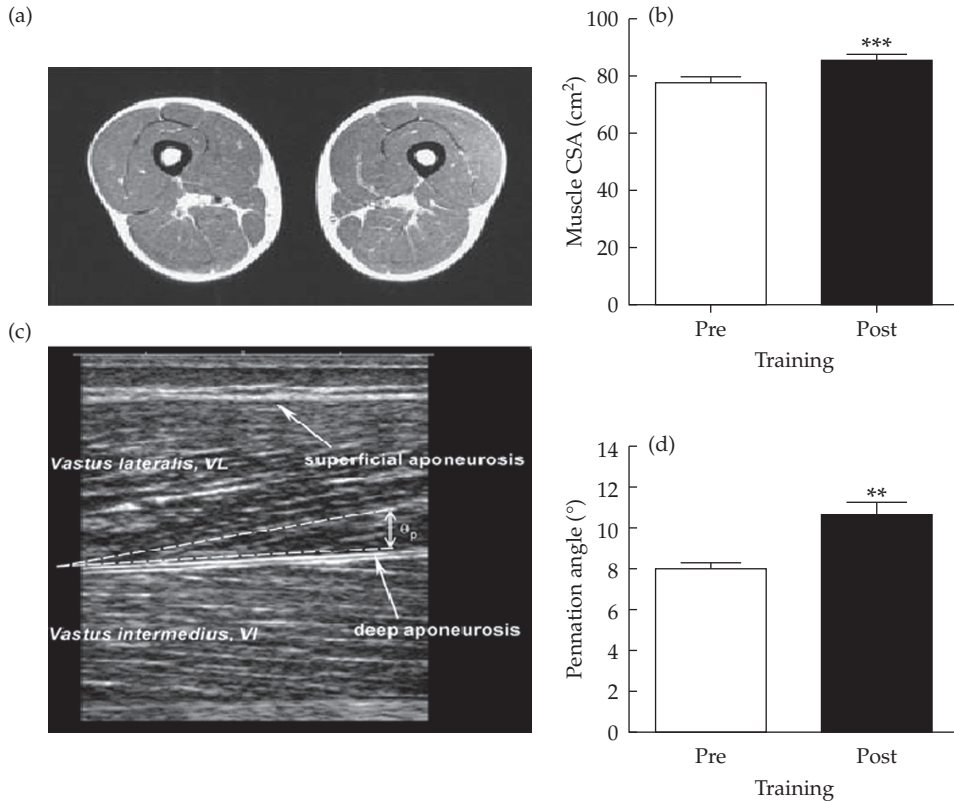 (a)
(b)
Muscle CSA (cm²)
100
80
60
40
20
0
***
Pre
Post
Training
(c)
Vastus lateralis, VL
superficial aponeurosis
Θp
deep aponeurosis
Vastus intermedius, VI
(d)
Pennation angle (°)
14
12
10
8
6
4
2
0
**
Pre
Post
Training